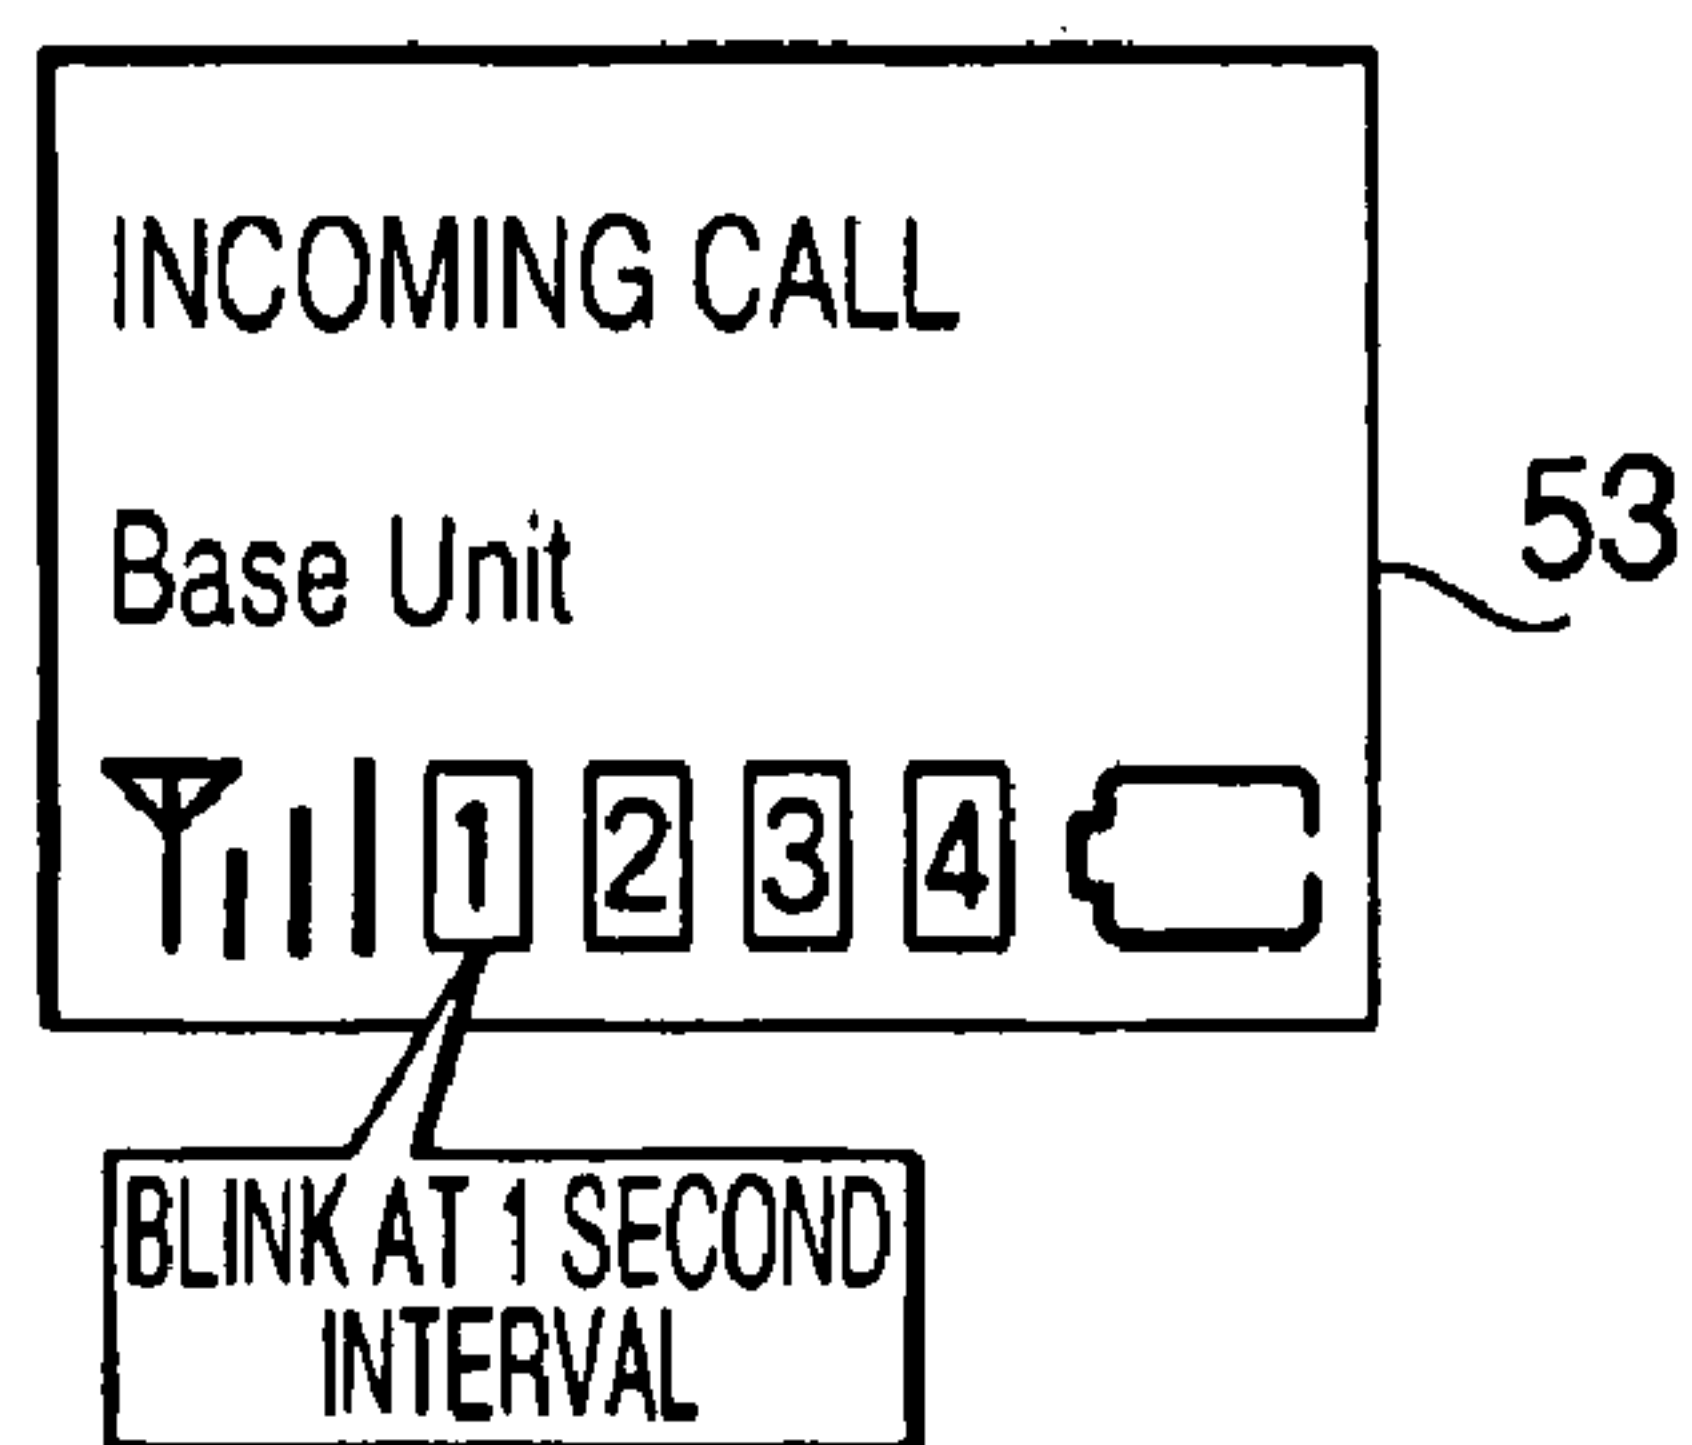 INCOMING CALL
Base Unit
53
1 2 3 4
BLINK AT 1 SECOND
INTERVAL